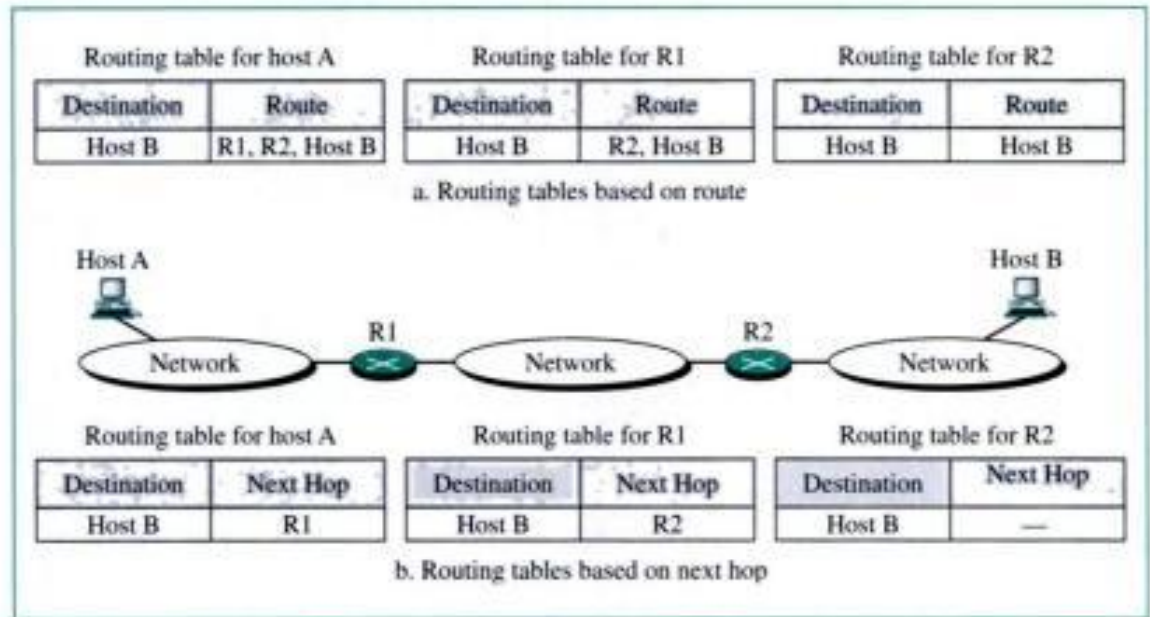 Routing table for host A Routing table for R1 Routing table for R2
Destination Route Destination Route Destination Route
Host B R1, R2, Host B Host B R2, Host B Host B Host B
a. Routing tables based on route
Host A Host B
R1 R2
Network Network Network
Routing table for host A Routing table for R1 Routing table for R2
Destination Next Hop Destination Next Hop Destination Next Hop
Host B R1 Host B R2 Host B —
b. Routing tables based on next hop